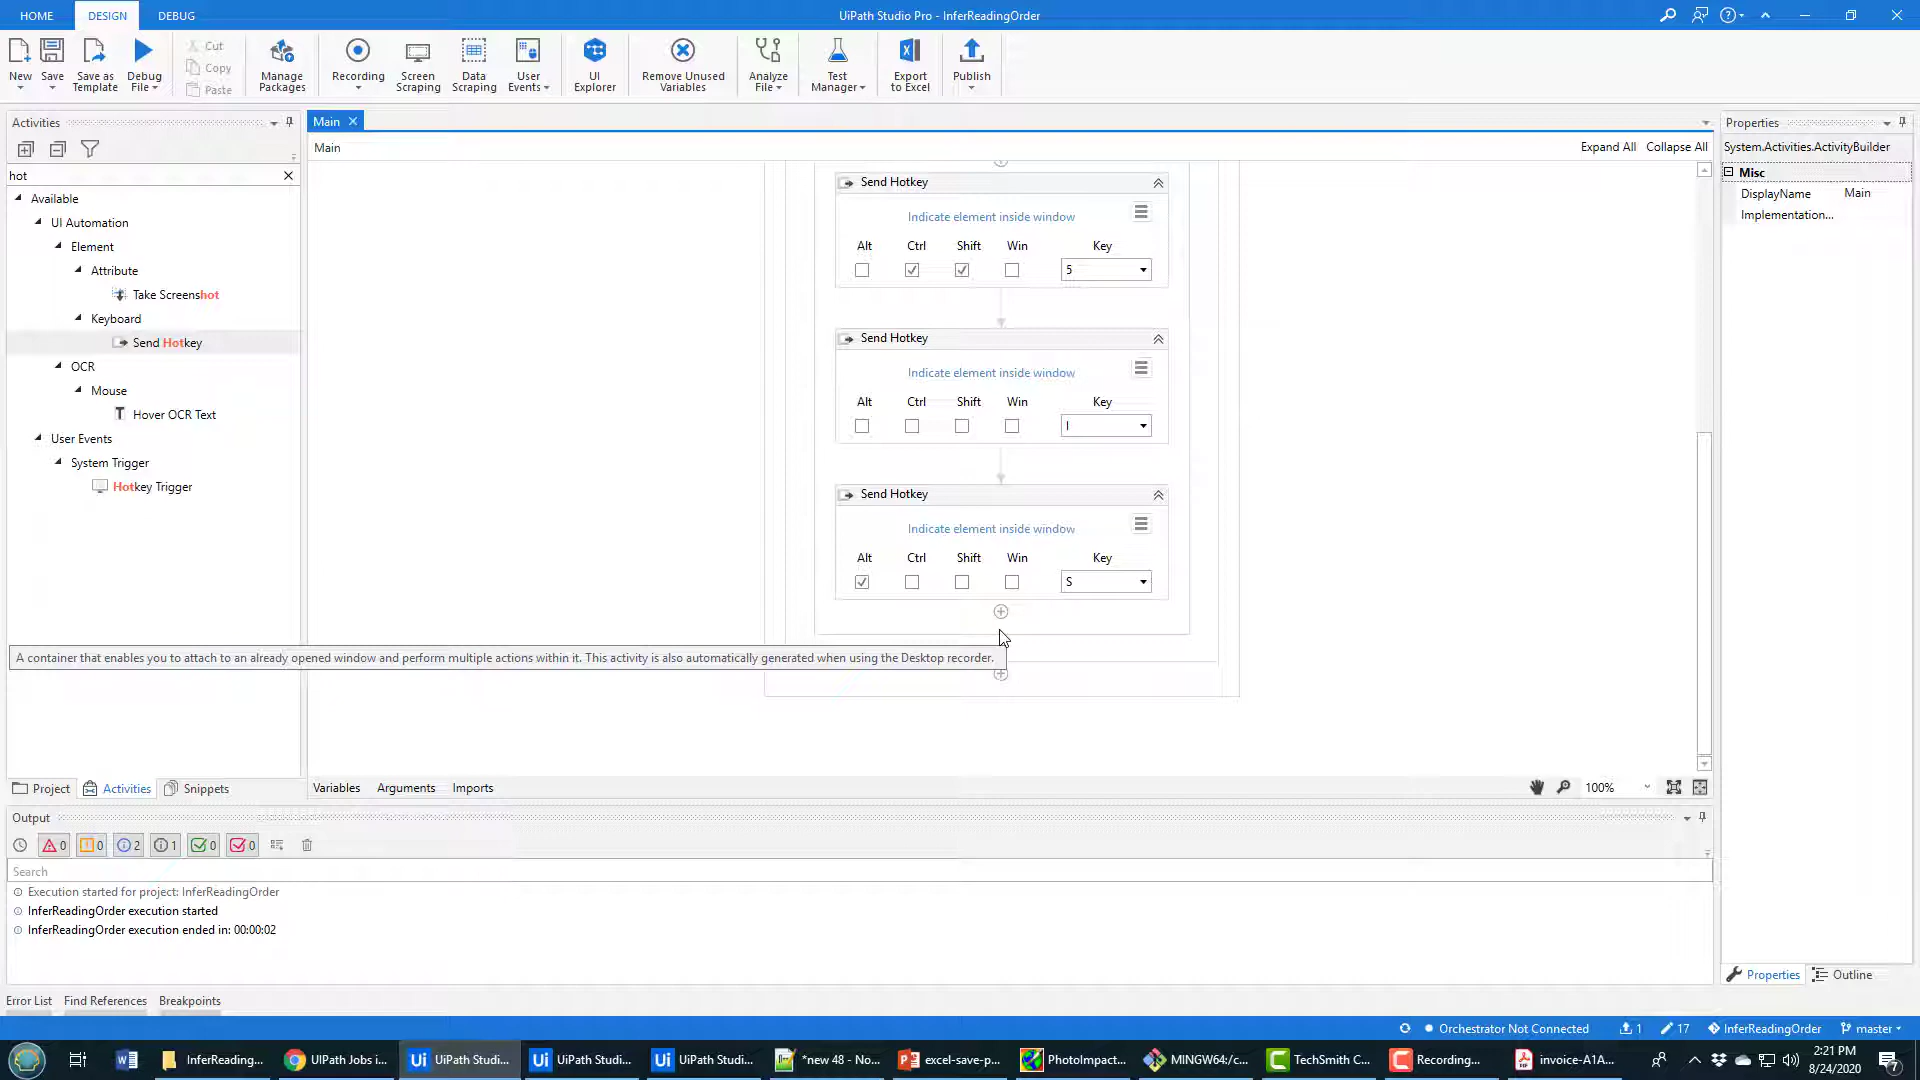 HOME DESIGN DEBUG
UiPath Studio Pro - InferReadingOrder
New Save Save as Template Debug File
Cut
Copy
Paste
Manage Packages Recording Screen Scraping Data Scraping User Events UI Explorer Remove Unused Variables Analyze File Test Manager Export to Excel Publish
Activities
hot
Available
UI Automation
Element
Attribute
Take Screenshot
Keyboard
Send Hotkey
OCR
Mouse
Hover OCR Text
User Events
System Trigger
Hotkey Trigger
Project Activities Snippets
Main
Main Expand All Collapse All
Send Hotkey
Indicate element inside window
Alt Ctrl Shift Win Key
5
Send Hotkey
Indicate element inside window
Alt Ctrl Shift Win Key
I
Send Hotkey
Indicate element inside window
Alt Ctrl Shift Win Key
S
A container that enables you to attach to an already opened window and perform multiple actions within it. This activity is also automatically generated when using the Desktop recorder.
Variables Arguments Imports
100%
Properties
System.Activities.ActivityBuilder
Misc
DisplayName Main
Implementation...
Properties Outline
Output
0 0 2 1 0 0
Search
Execution started for project: InferReadingOrder
InferReadingOrder execution started
InferReadingOrder execution ended in: 00:00:02
Error List Find References Breakpoints
Orchestrator Not Connected 1 17 InferReadingOrder master
InferReading... UIPath Jobs i... UiPath Studi... UiPath Studi... UiPath Studi... *new 48 - No... excel-save-p... PhotoImpact... MINGW64:/c... TechSmith C... Recording... invoice-A1A...
2:21 PM
8/24/2020
7